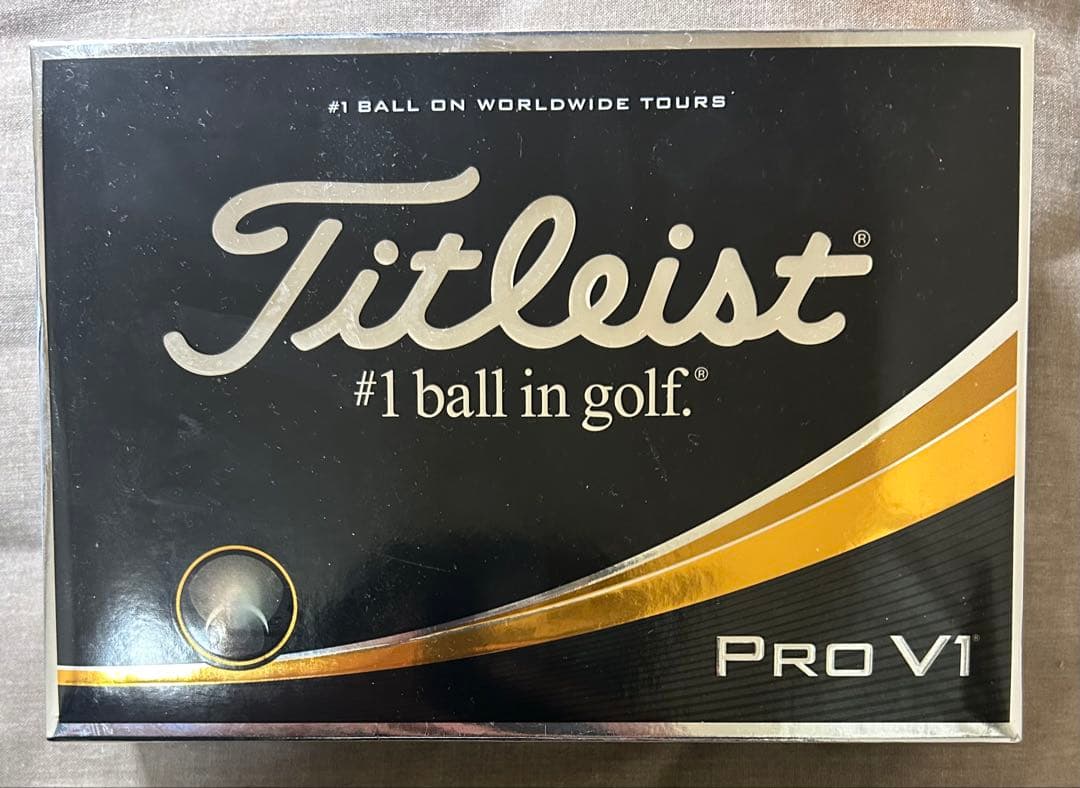 #1 BALL ON WORLDWIDE TOURS
Titleist®
#1 ball in golf.®
PRO V1